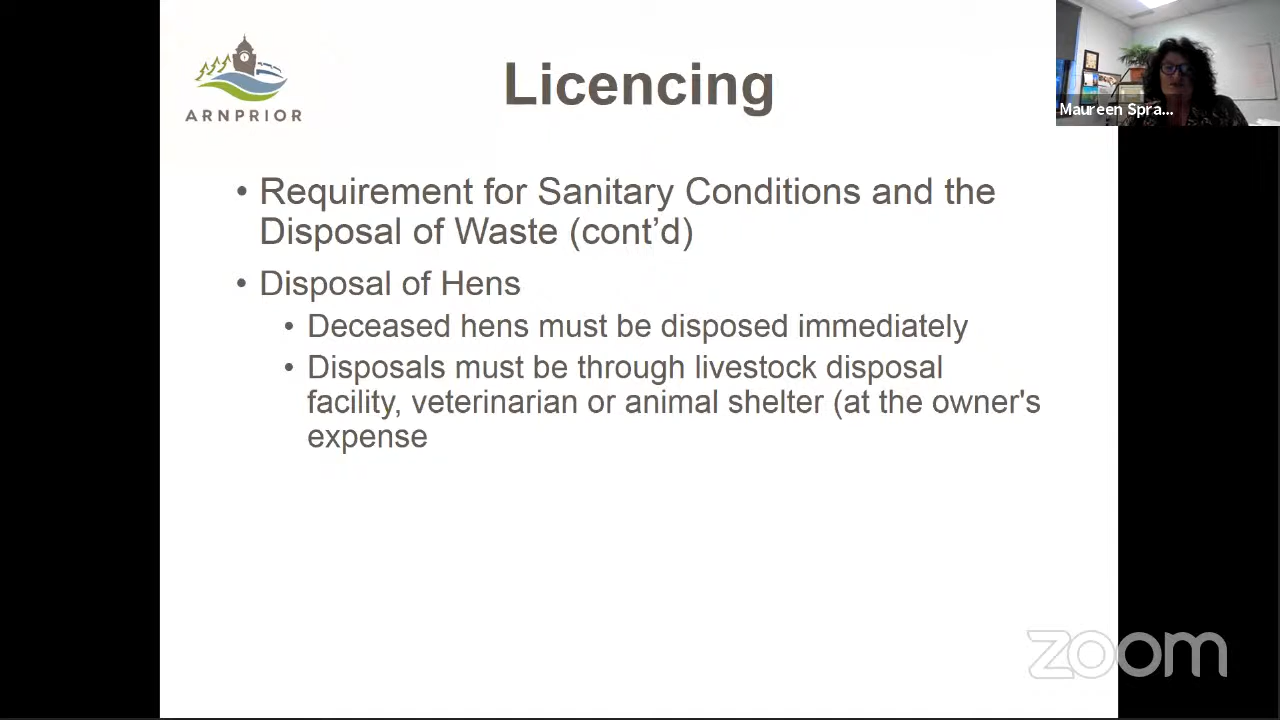 ARNPRIOR
Licencing
Maureen Spra...
• Requirement for Sanitary Conditions and the
Disposal of Waste (cont’d)
• Disposal of Hens
• Deceased hens must be disposed immediately
• Disposals must be through livestock disposal
facility, veterinarian or animal shelter (at the owner's
expense
zoom